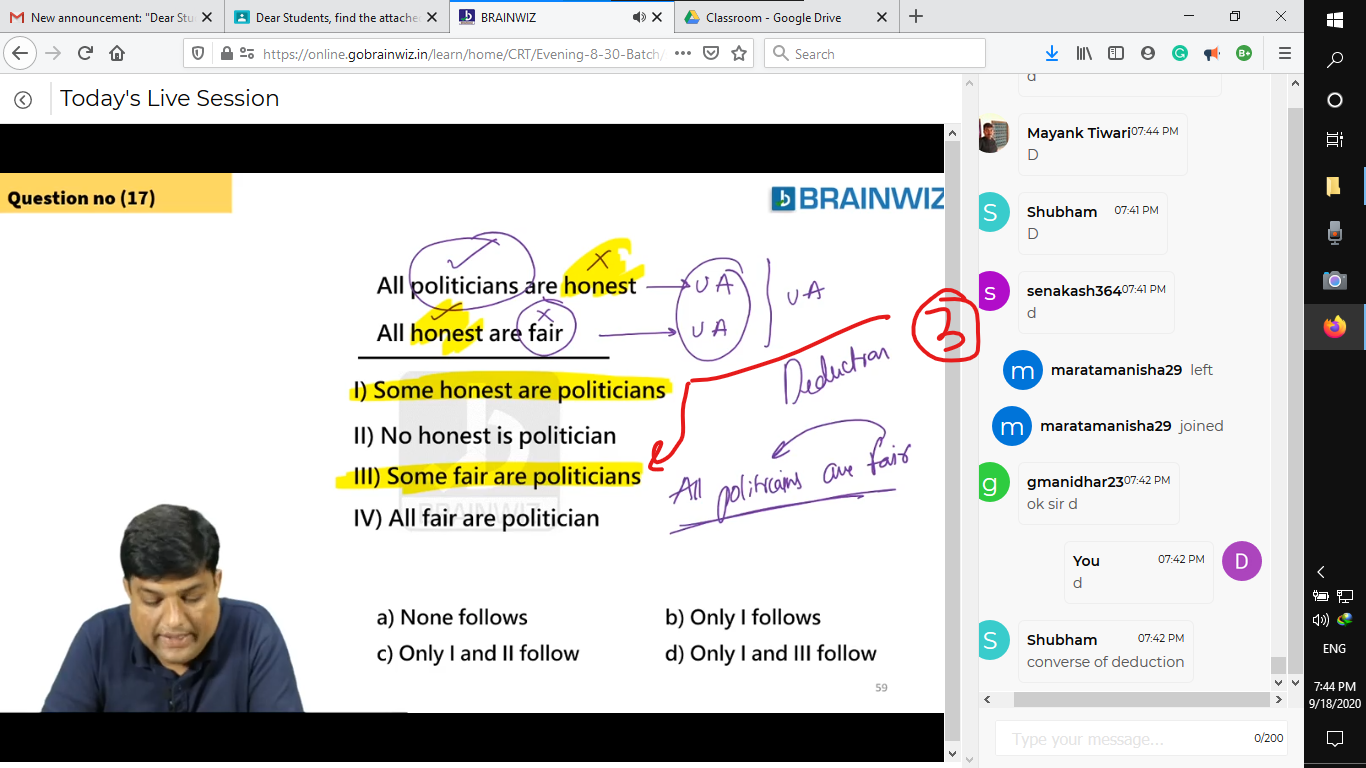 New announcement: "Dear Stu
Dear Students, find the attache
BRAINWIZ
Classroom - Google Drive
https://online.gobrainwiz.in/learn/home/CRT/Evening-8-30-Batch/
Search
Today's Live Session
Question no (17)
BRAINWIZ
All politicians are honest
UA
All honest are fair
UA
UA
3
Deduction
I) Some honest are politicians
II) No honest is politician
III) Some fair are politicians
IV) All fair are politician
All politicians are fair
BRAINWIZ
a) None follows
b) Only I follows
c) Only I and II follow
d) Only I and III follow
59
d
Mayank Tiwari 07:44 PM
D
S
Shubham 07:41 PM
D
s
senakash364 07:41 PM
d
m
maratamanisha29 left
m
maratamanisha29 joined
g
gmanidhar23 07:42 PM
ok sir d
You 07:42 PM
d
D
S
Shubham 07:42 PM
converse of deduction
Type your message...
0/200
ENG
7:44 PM
9/18/2020